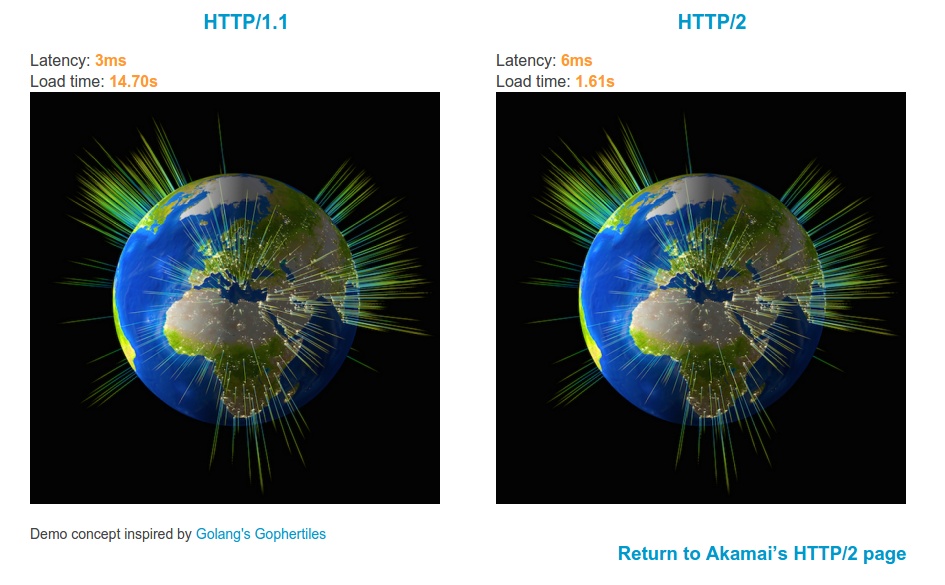 HTTP/1.1
Latency: 3ms
Load time: 14.70s
HTTP/2
Latency: 6ms
Load time: 1.61s
Demo concept inspired by Golang's Gophertiles
Return to Akamai’s HTTP/2 page